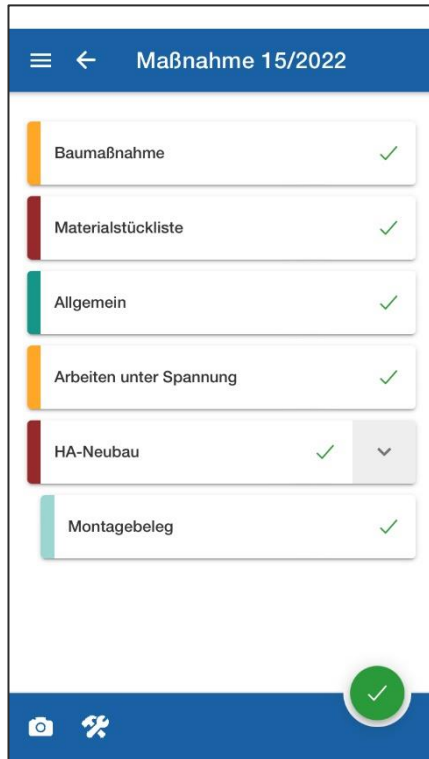 Maßnahme 15/2022
Baumaßnahme
Materialstückliste
Allgemein
Arbeiten unter Spannung
HA-Neubau
Montagebeleg